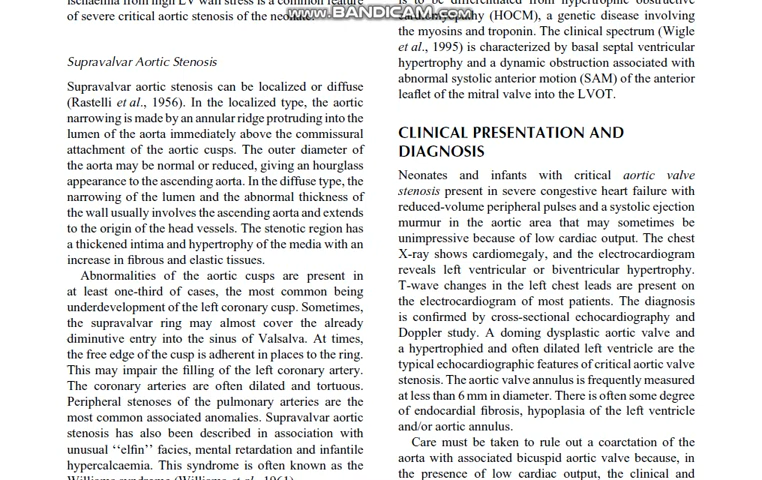 ischaemia from high LV wall stress is a common feature
of severe critical aortic stenosis of the neonate.
Supravalvar Aortic Stenosis
Supravalvar aortic stenosis can be localized or diffuse
(Rastelli et al., 1956). In the localized type, the aortic
narrowing is made by an annular ridge protruding into the
lumen of the aorta immediately above the commissural
attachment of the aortic cusps. The outer diameter of
the aorta may be normal or reduced, giving an hourglass
appearance to the ascending aorta. In the diffuse type, the
narrowing of the lumen and the abnormal thickness of
the wall usually involves the ascending aorta and extends
to the origin of the head vessels. The stenotic region has
a thickened intima and hypertrophy of the media with an
increase in fibrous and elastic tissues.
Abnormalities of the aortic cusps are present in
at least one-third of cases, the most common being
underdevelopment of the left coronary cusp. Sometimes,
the supravalvar ring may almost cover the already
diminutive entry into the sinus of Valsalva. At times,
the free edge of the cusp is adherent in places to the ring.
This may impair the filling of the left coronary artery.
The coronary arteries are often dilated and tortuous.
Peripheral stenoses of the pulmonary arteries are the
most common associated anomalies. Supravalvar aortic
stenosis has also been described in association with
unusual ‘‘elfin’’ facies, mental retardation and infantile
hypercalcaemia. This syndrome is often known as the
Williams syndrome (Williams et al., 1961).
www.BANDICAM.com
is to be differentiated from hypertrophic obstructive
cardiomyopathy (HOCM), a genetic disease involving
the myosins and troponin. The clinical spectrum (Wigle
et al., 1995) is characterized by basal septal ventricular
hypertrophy and a dynamic obstruction associated with
abnormal systolic anterior motion (SAM) of the anterior
leaflet of the mitral valve into the LVOT.
CLINICAL PRESENTATION AND
DIAGNOSIS
Neonates and infants with critical aortic valve
stenosis present in severe congestive heart failure with
reduced-volume peripheral pulses and a systolic ejection
murmur in the aortic area that may sometimes be
unimpressive because of low cardiac output. The chest
X-ray shows cardiomegaly, and the electrocardiogram
reveals left ventricular or biventricular hypertrophy.
T-wave changes in the left chest leads are present on
the electrocardiogram of most patients. The diagnosis
is confirmed by cross-sectional echocardiography and
Doppler study. A doming dysplastic aortic valve and
a hypertrophied and often dilated left ventricle are the
typical echocardiographic features of critical aortic valve
stenosis. The aortic valve annulus is frequently measured
at less than 6 mm in diameter. There is often some degree
of endocardial fibrosis, hypoplasia of the left ventricle
and/or aortic annulus.
Care must be taken to rule out a coarctation of the
aorta with associated bicuspid aortic valve because, in
the presence of low cardiac output, the clinical and